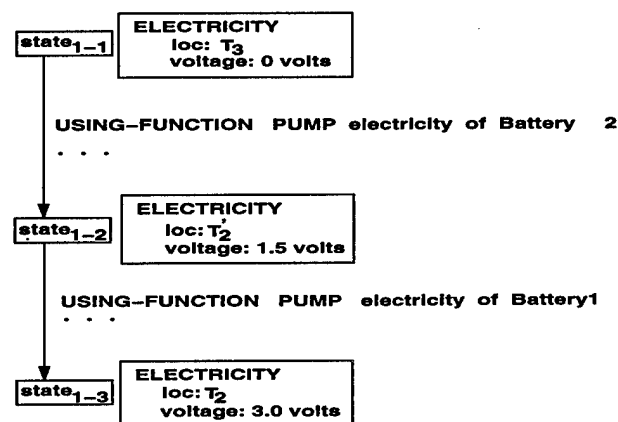 ELECTRICITY
state₁₋₁
loc: T₃
voltage: 0 volts
USING–FUNCTION PUMP electricity of Battery 2
. . .
ELECTRICITY
state₁₋₂
loc: T₂'
voltage: 1.5 volts
USING–FUNCTION PUMP electricity of Battery1
. . .
ELECTRICITY
state₁₋₃
loc: T₂
voltage: 3.0 volts